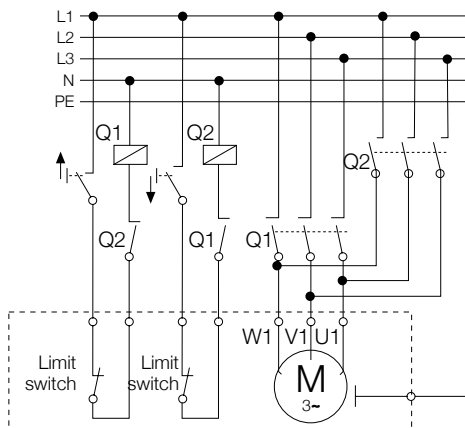 L1
L2
L3
N
PE
Q1
Q2
Q2
Q2
Q1
Q1
W1 V1 U1
Limit
switch
Limit
switch
M
3~